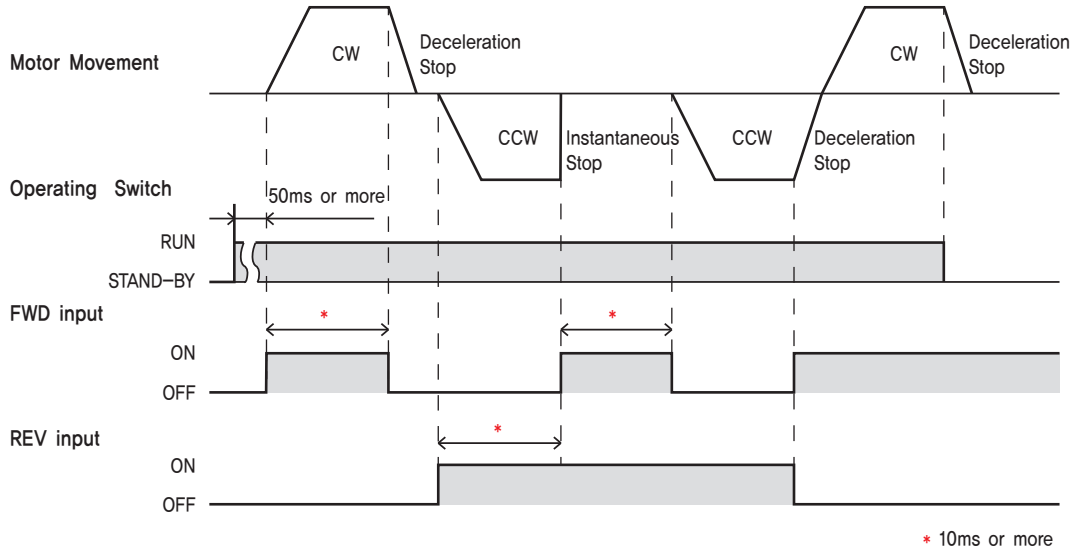 Motor Movement
CW
Deceleration
Stop
CCW
Instantaneous
Stop
CCW
Deceleration
Stop
CW
Deceleration
Stop
Operating Switch
50ms or more
RUN
STAND-BY
FWD input
*
*
ON
OFF
REV input
*
ON
OFF
* 10ms or more